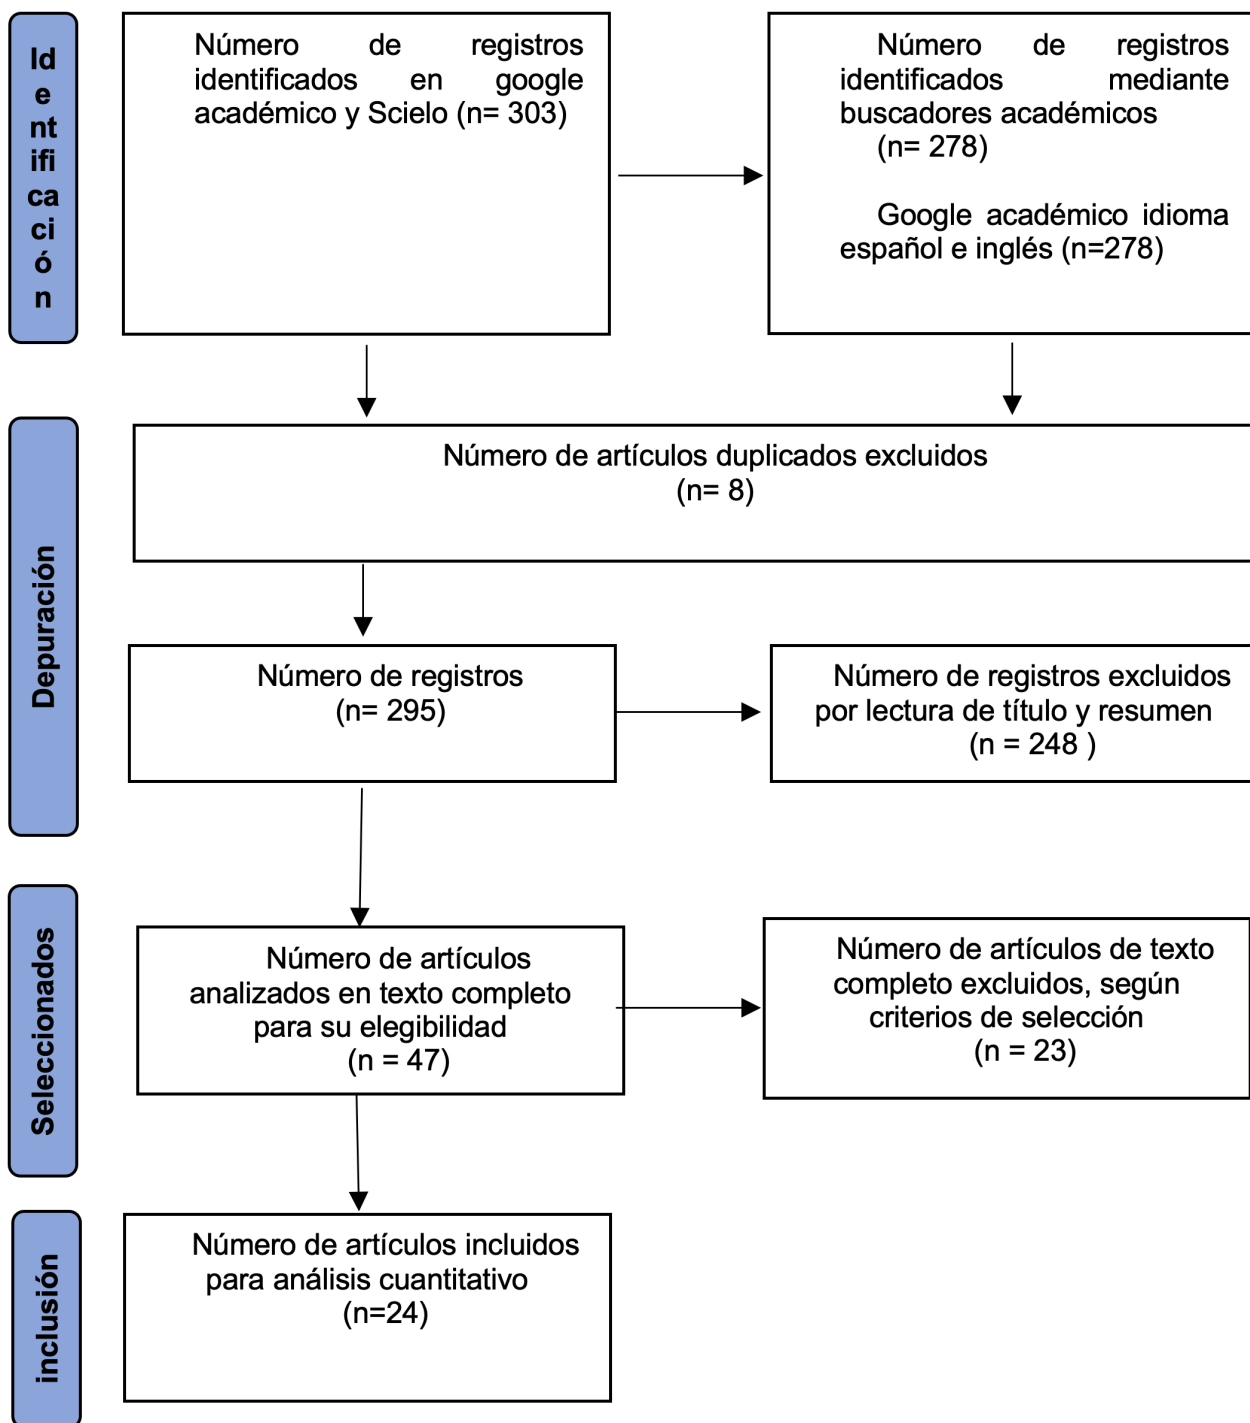 Id
e
nt
ifi
ca
ci
ó
n
Número de registros
identificados en google
académico y Scielo (n= 303)
Número de registros
identificados mediante
buscadores académicos
(n= 278)
Google académico idioma
español e inglés (n=278)
Depuración
Número de artículos duplicados excluidos
(n= 8)
Número de registros
(n= 295)
Número de registros excluidos
por lectura de título y resumen
(n = 248 )
Seleccionados
Número de artículos
analizados en texto completo
para su elegibilidad
(n = 47)
Número de artículos de texto
completo excluidos, según
criterios de selección
(n = 23)
inclusión
Número de artículos incluidos
para análisis cuantitativo
(n=24)